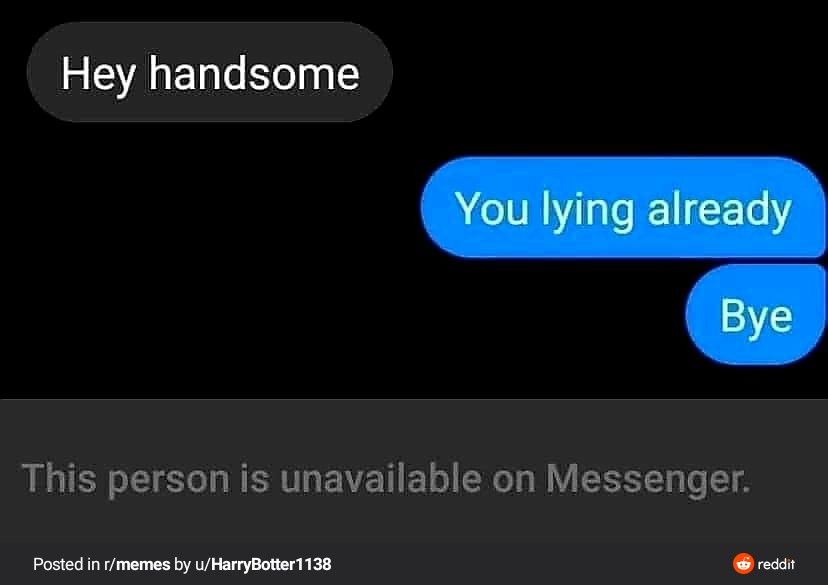 Hey handsome
You lying already
Bye
This person is unavailable on Messenger.
Posted in r/memes by u/HarryBotter1138
reddit